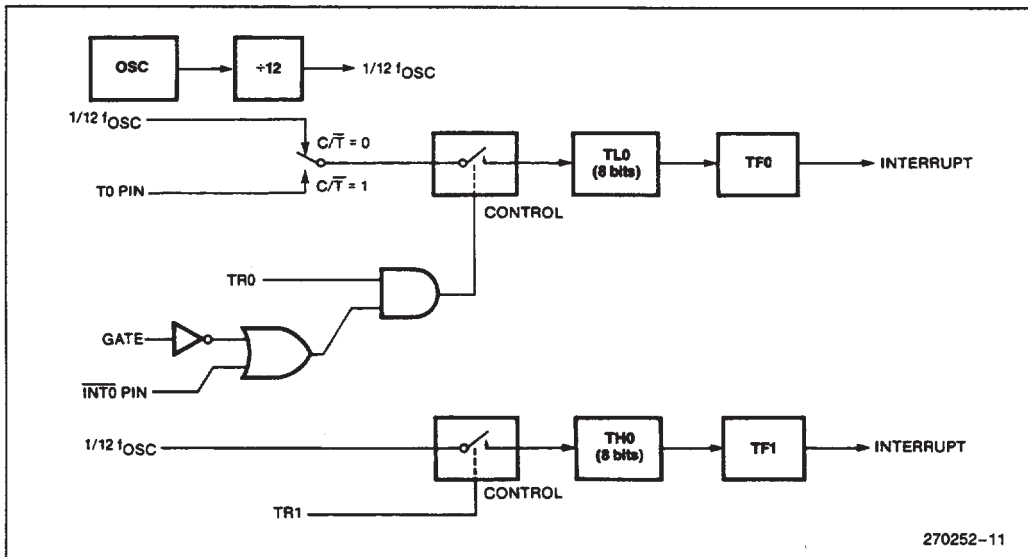 OSC
÷12
1/12 fOSC
1/12 fOSC
C/T̅ = 0
T0 PIN
C/T̅ = 1
CONTROL
TL0
(8 bits)
TF0
INTERRUPT
TR0
GATE
I̅N̅T̅0̅ PIN
1/12 fOSC
TR1
CONTROL
TH0
(8 bits)
TF1
INTERRUPT
270252–11